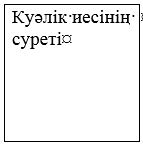 Куәлік иесінің
суреті¤